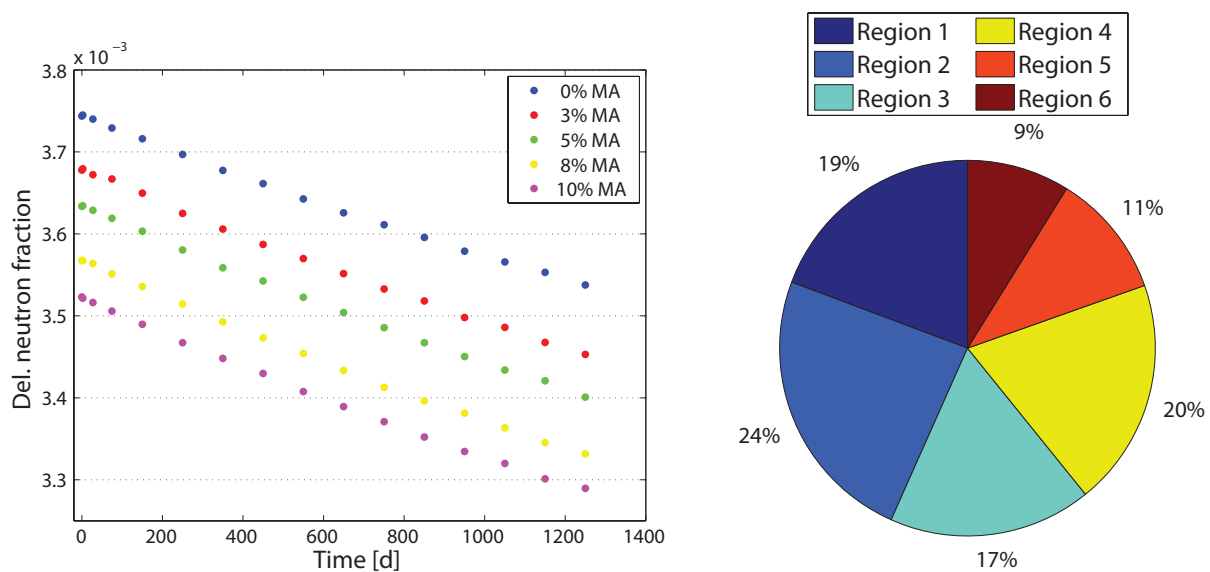 x 10 ⁻³
3.8
3.7
3.6
3.5
3.4
3.3
Del. neutron fraction
0 200 400 600 800 1000 1200 1400
Time [d]
0% MA
3% MA
5% MA
8% MA
10% MA
Region 1 Region 4
Region 2 Region 5
Region 3 Region 6
9%
19%
11%
24%
20%
17%